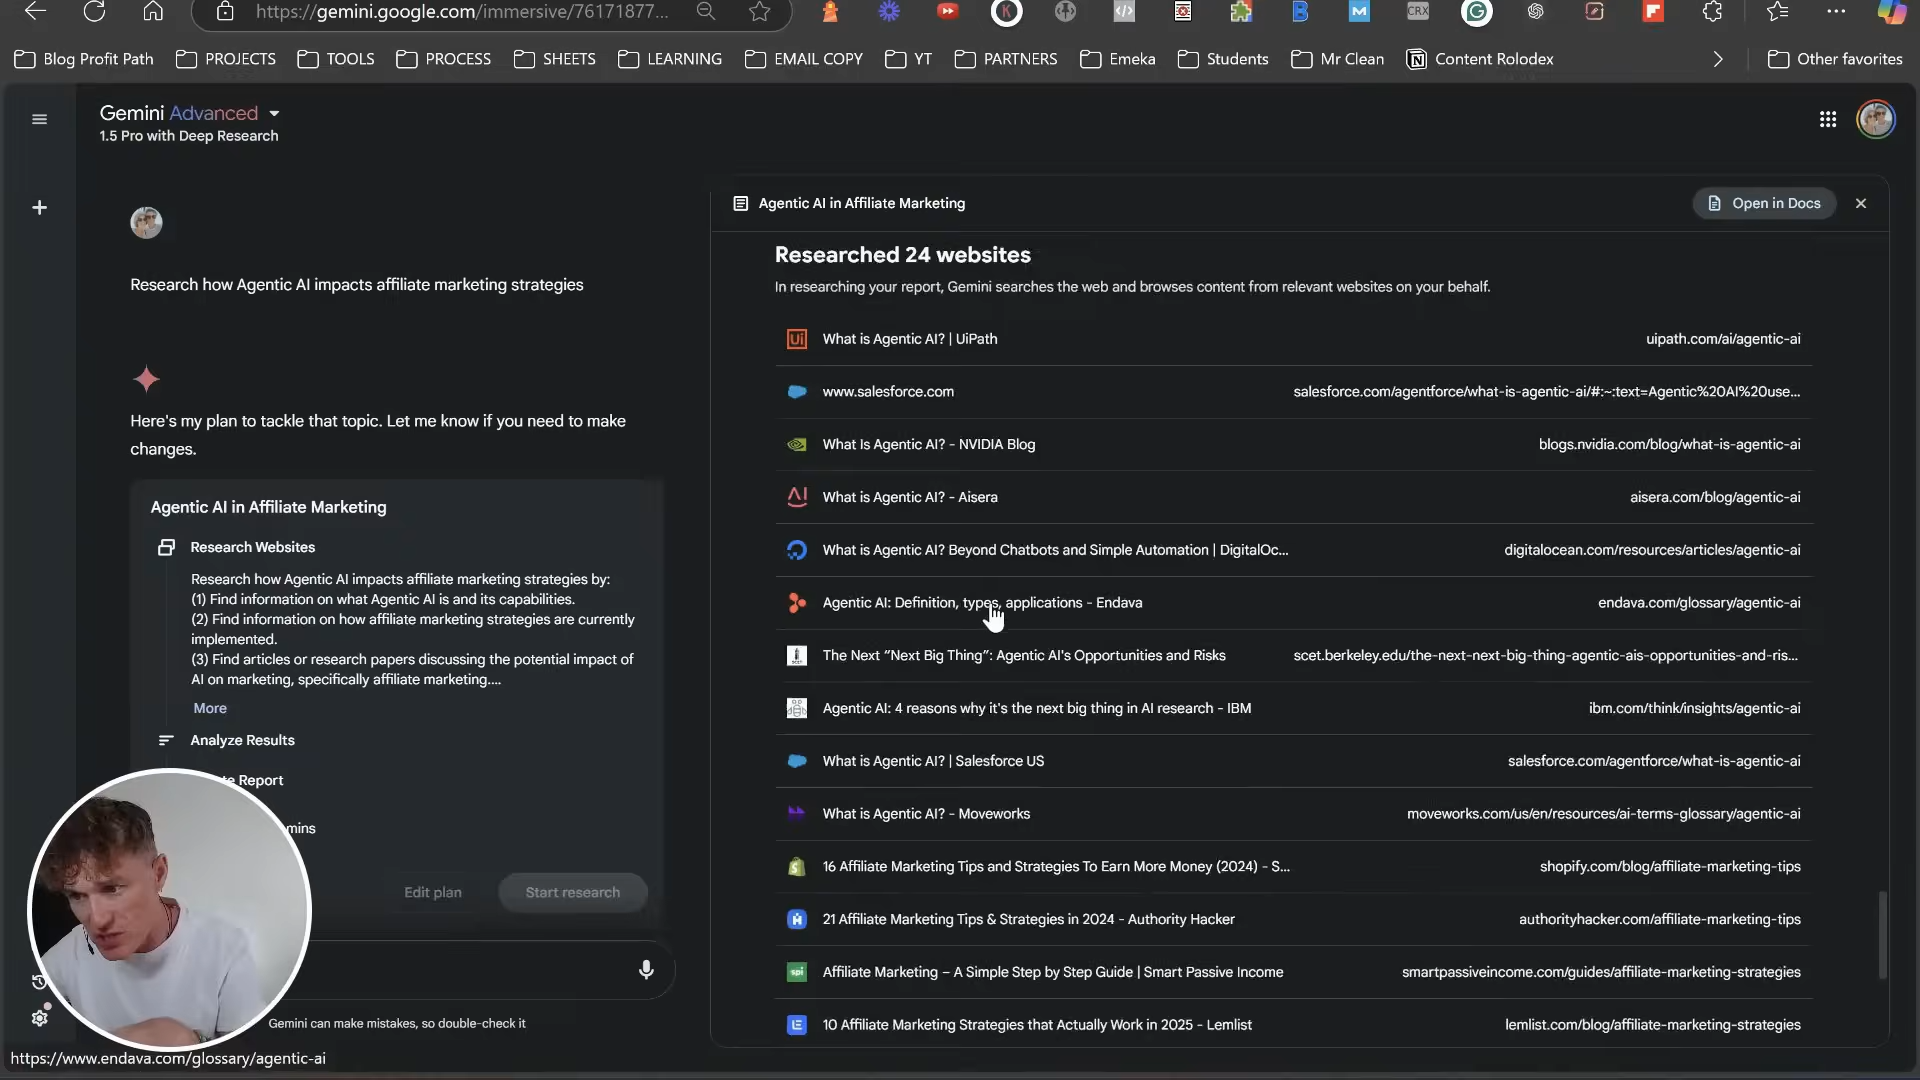 https://gemini.google.com/immersive/76171877...
CRX
Blog Profit Path
PROJECTS
TOOLS
PROCESS
SHEETS
LEARNING
EMAIL COPY
YT
PARTNERS
Emeka
Students
Mr Clean
Content Rolodex
Other favorites
Gemini Advanced
1.5 Pro with Deep Research
Research how Agentic AI impacts affiliate marketing strategies
Here's my plan to tackle that topic. Let me know if you need to make
changes.
Agentic AI in Affiliate Marketing
Research Websites
Research how Agentic AI impacts affiliate marketing strategies by:
(1) Find information on what Agentic AI is and its capabilities.
(2) Find information on how affiliate marketing strategies are currently
implemented.
(3) Find articles or research papers discussing the potential impact of
AI on marketing, specifically affiliate marketing....
More
Analyze Results
Report
mins
Edit plan
Start research
Gemini can make mistakes, so double-check it
https://www.endava.com/glossary/agentic-ai
Agentic AI in Affiliate Marketing
Open in Docs
Researched 24 websites
In researching your report, Gemini searches the web and browses content from relevant websites on your behalf.
What is Agentic AI? | UiPath
uipath.com/ai/agentic-ai
www.salesforce.com
salesforce.com/agentforce/what-is-agentic-ai/#:~:text=Agentic%20AI%20use...
What Is Agentic AI? - NVIDIA Blog
blogs.nvidia.com/blog/what-is-agentic-ai
What is Agentic AI? - Aisera
aisera.com/blog/agentic-ai
What is Agentic AI? Beyond Chatbots and Simple Automation | DigitalOc...
digitalocean.com/resources/articles/agentic-ai
Agentic AI: Definition, types, applications - Endava
endava.com/glossary/agentic-ai
The Next “Next Big Thing”: Agentic AI's Opportunities and Risks
scet.berkeley.edu/the-next-next-big-thing-agentic-ais-opportunities-and-ris...
Agentic AI: 4 reasons why it's the next big thing in AI research - IBM
ibm.com/think/insights/agentic-ai
What is Agentic AI? | Salesforce US
salesforce.com/agentforce/what-is-agentic-ai
What is Agentic AI? - Moveworks
moveworks.com/us/en/resources/ai-terms-glossary/agentic-ai
16 Affiliate Marketing Tips and Strategies To Earn More Money (2024) - S...
shopify.com/blog/affiliate-marketing-tips
21 Affiliate Marketing Tips & Strategies in 2024 - Authority Hacker
authorityhacker.com/affiliate-marketing-tips
Affiliate Marketing – A Simple Step by Step Guide | Smart Passive Income
smartpassiveincome.com/guides/affiliate-marketing-strategies
10 Affiliate Marketing Strategies that Actually Work in 2025 - Lemlist
lemlist.com/blog/affiliate-marketing-strategies